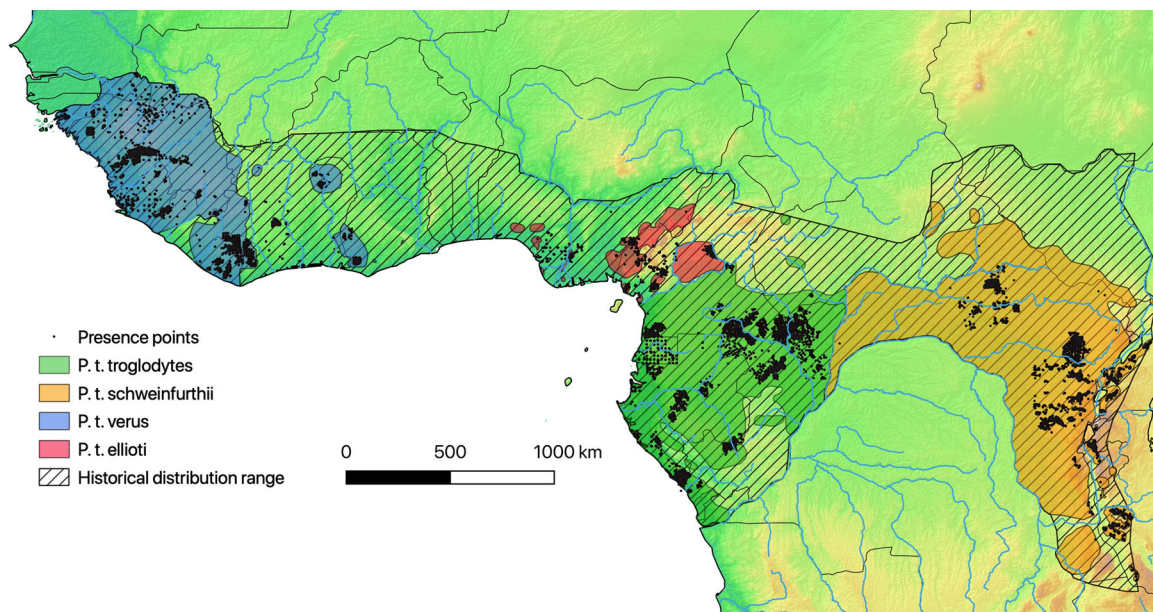 Presence points
P. t. troglodytes
P. t. schweinfurthii
P. t. verus
P. t. ellioti
Historical distribution range
0 500 1000 km